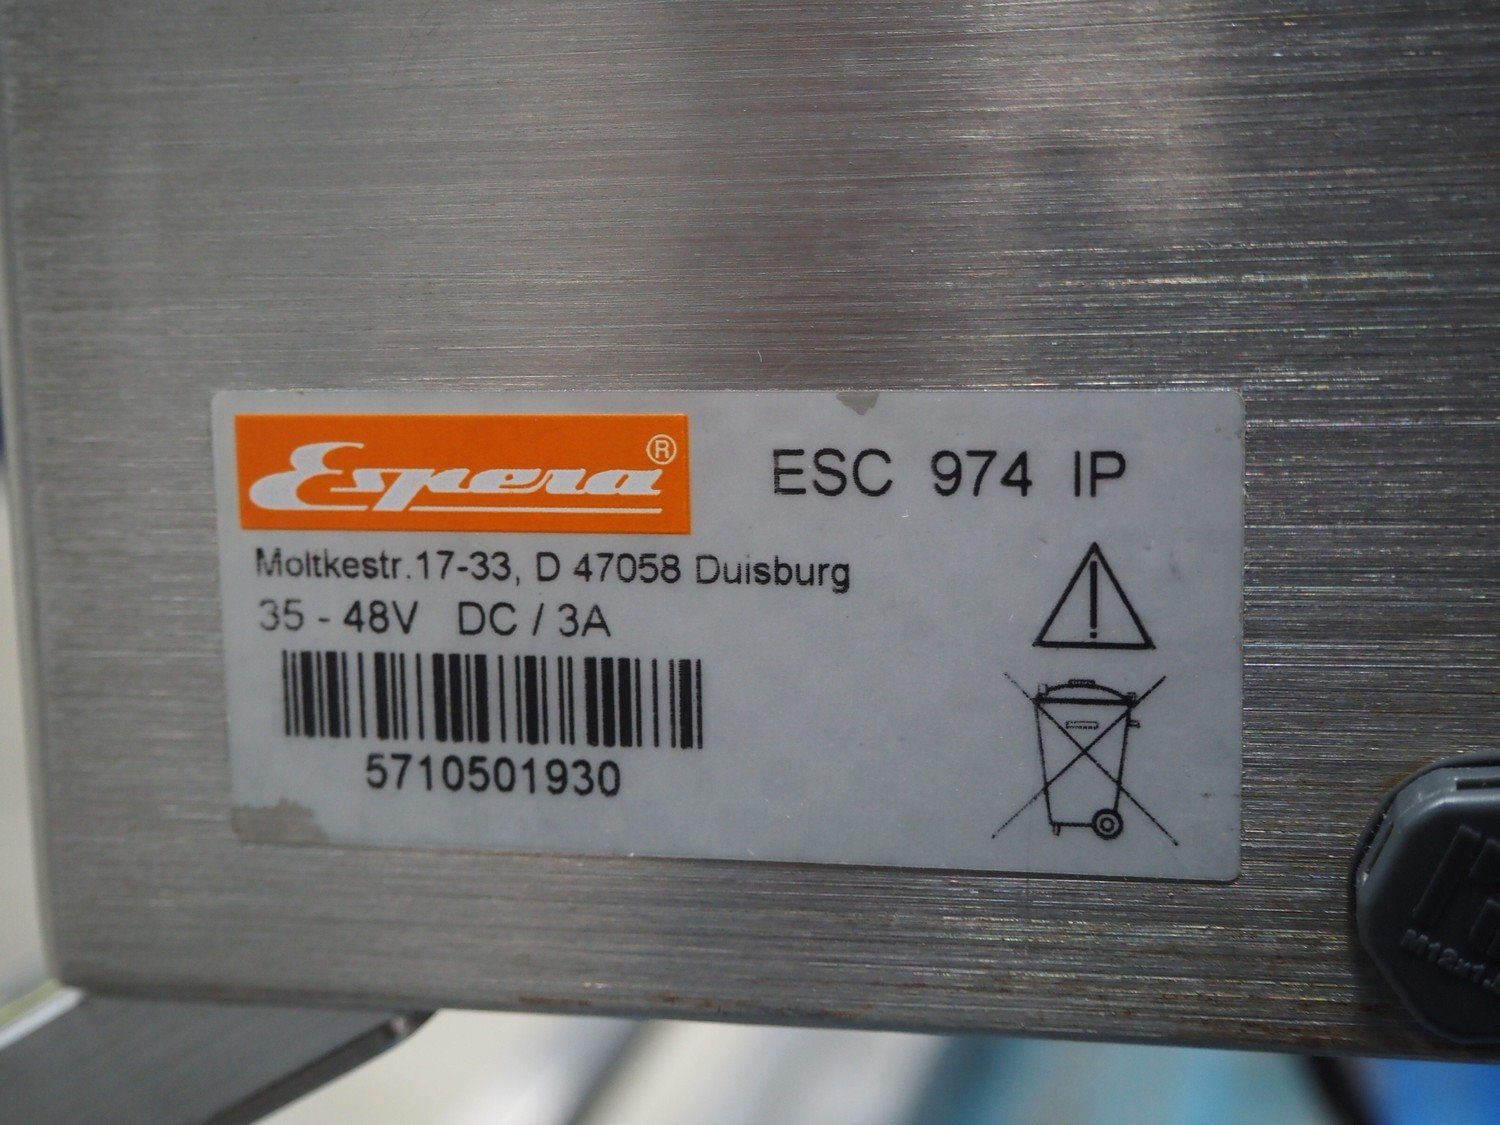 Espera®
ESC 974 IP
Moltkestr.17-33, D 47058 Duisburg
35 - 48V DC / 3A
5710501930